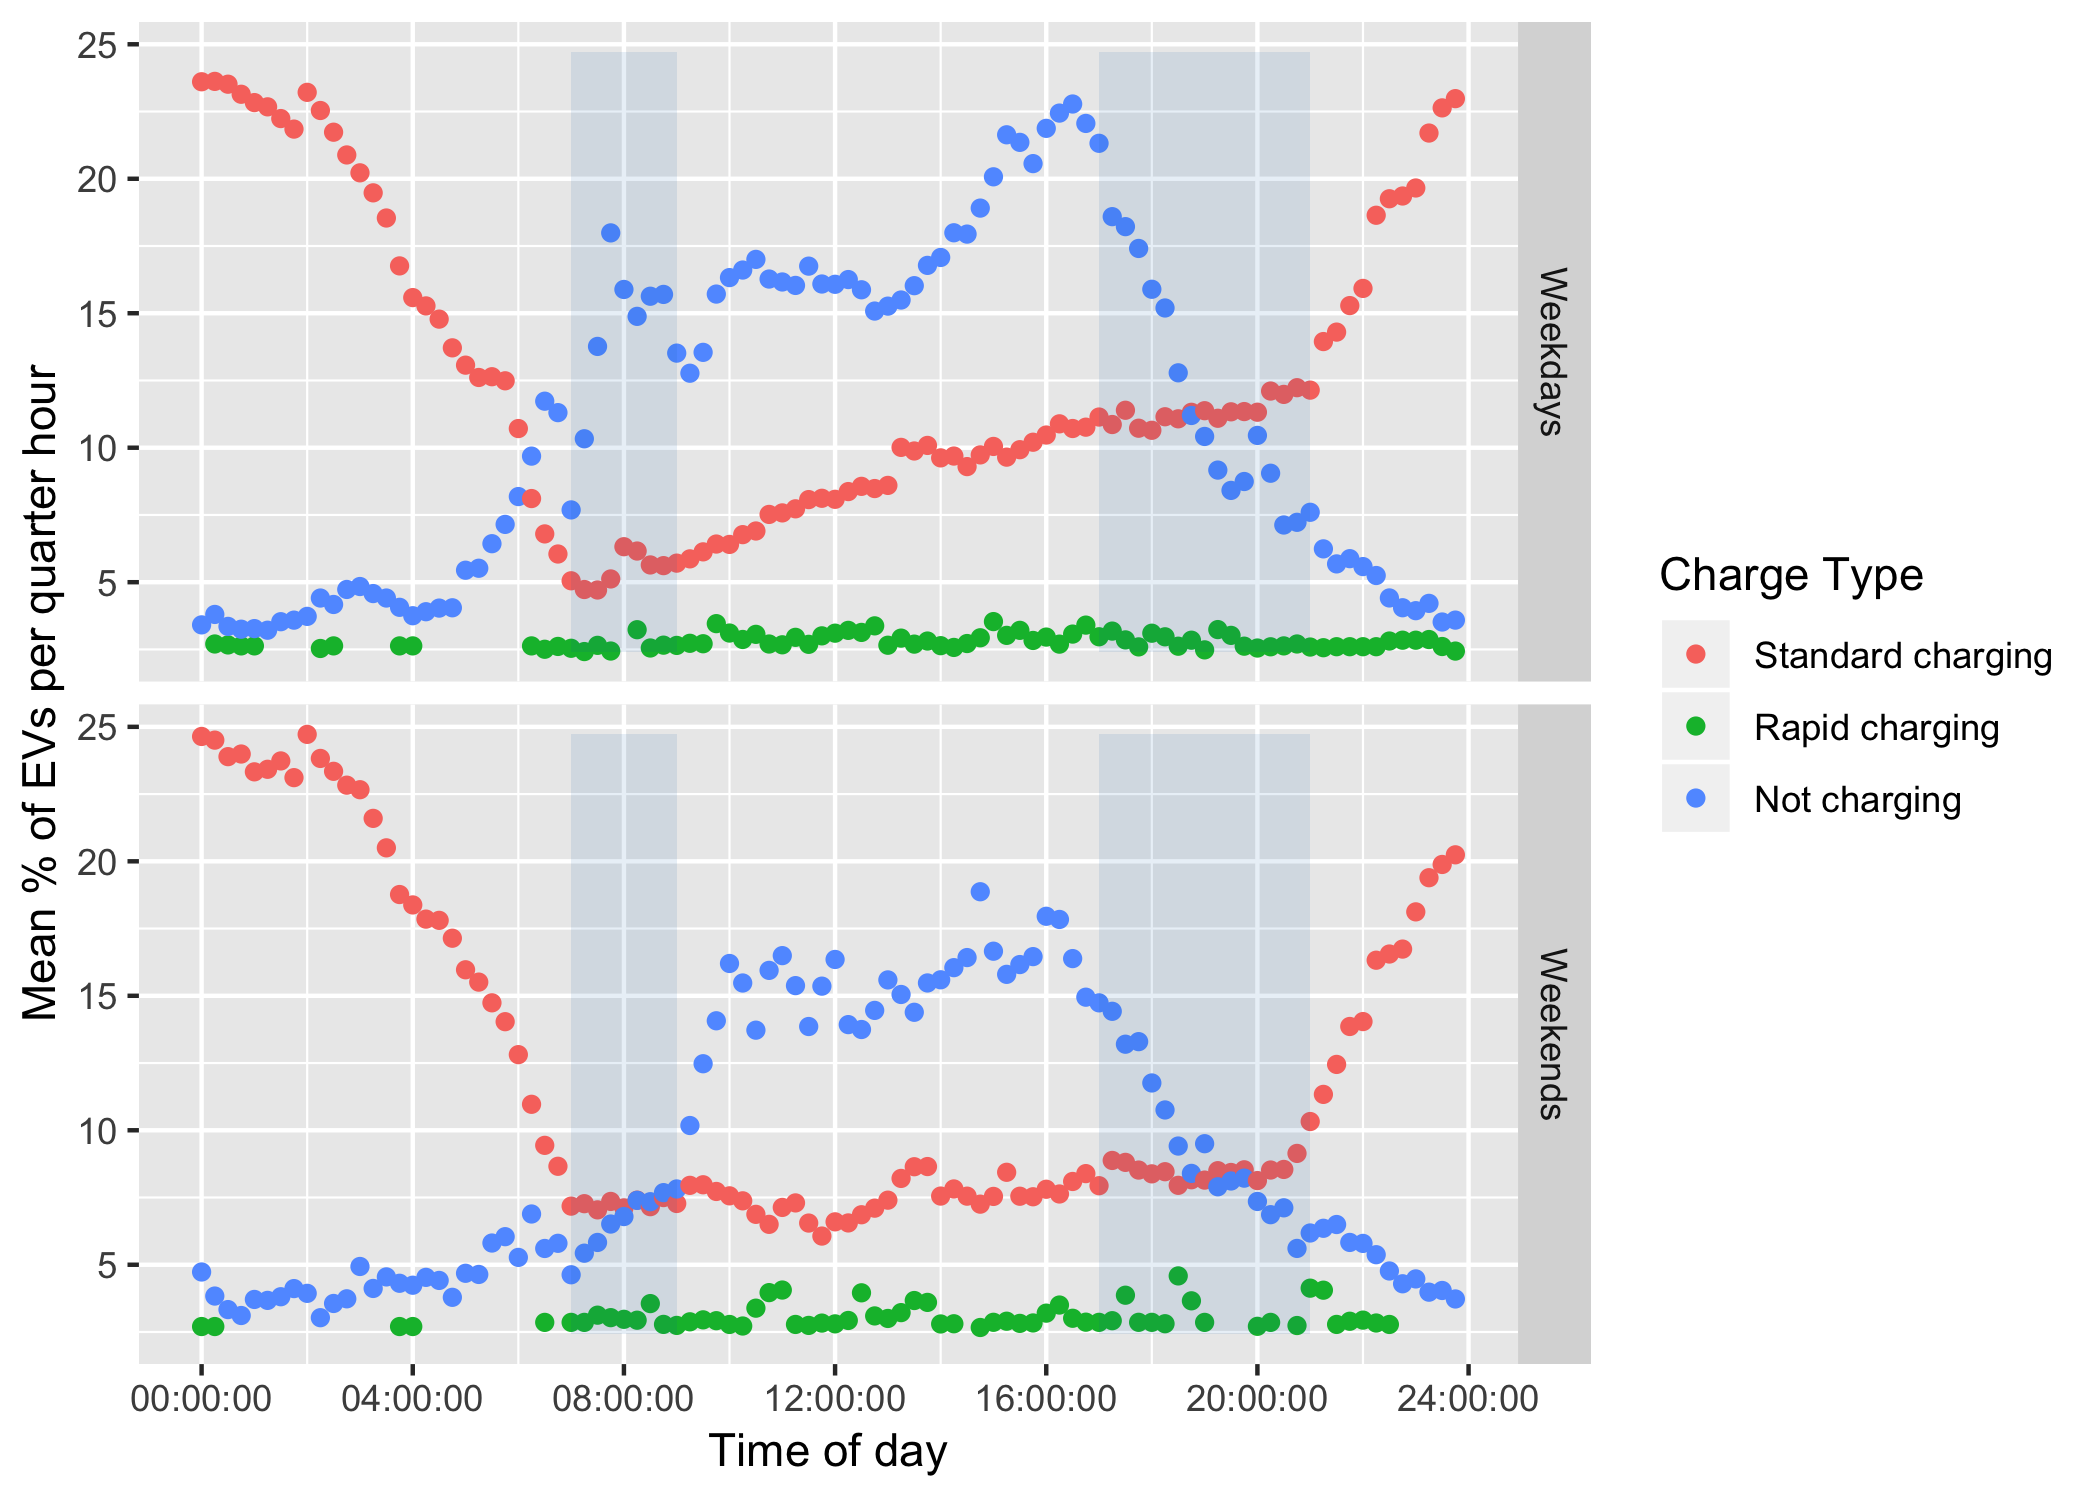 Mean % of EVs per quarter hour
25
20
15
10
5
Weekdays
25
20
15
10
5
Weekends
00:00:00 04:00:00 08:00:00 12:00:00 16:00:00 20:00:00 24:00:00
Time of day
Charge Type
Standard charging
Rapid charging
Not charging